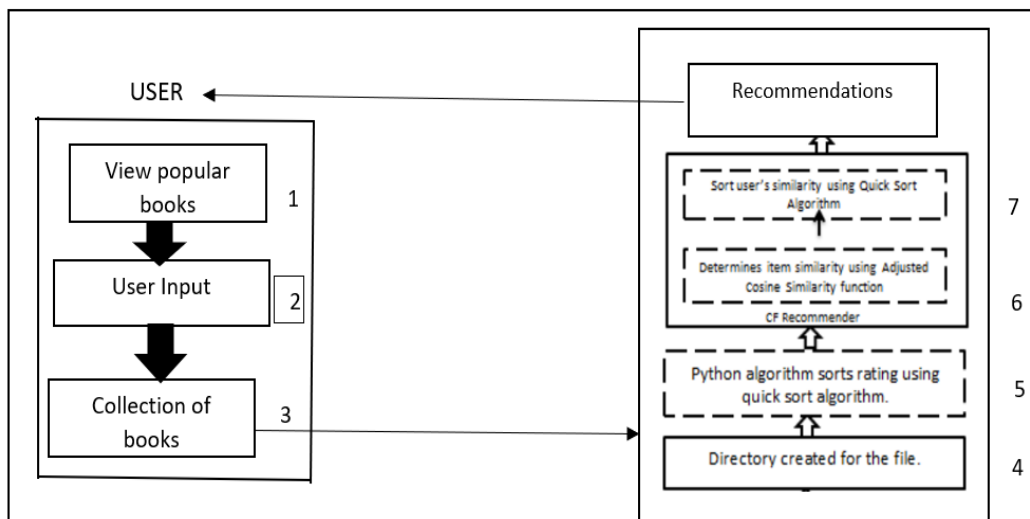 USER
View popular
books
1
User Input
2
Collection of
books
3
Recommendations
Sort user's similarity using Quick Sort
Algorithm
7
Determines item similarity using Adjusted
Cosine Similarity function
6
CF Recommender
Python algorithm sorts rating using
quick sort algorithm.
5
Directory created for the file.
4